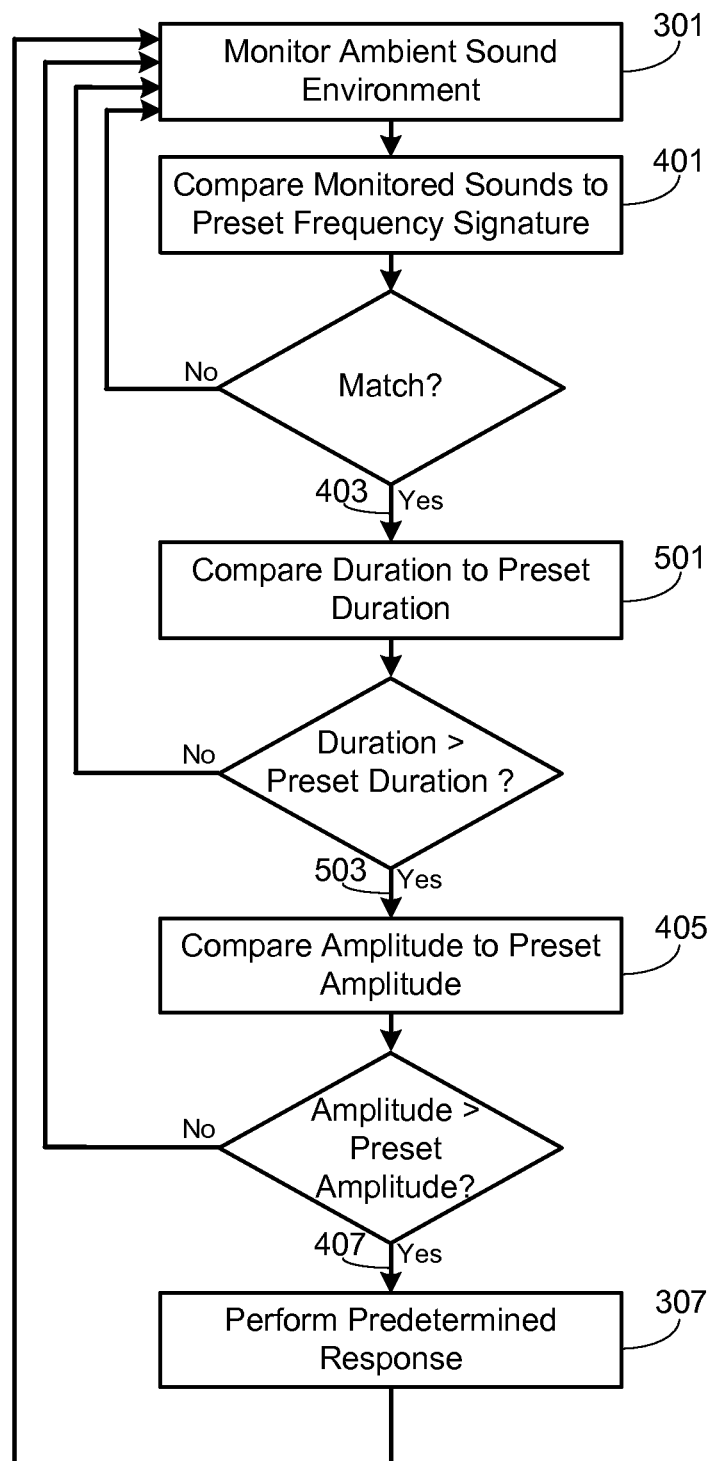 Monitor Ambient Sound
Environment
301
Compare Monitored Sounds to
Preset Frequency Signature
401
Match?
No
403
Yes
Compare Duration to Preset
Duration
501
Duration >
Preset Duration ?
No
503
Yes
Compare Amplitude to Preset
Amplitude
405
Amplitude >
Preset
Amplitude?
No
407
Yes
Perform Predetermined
Response
307